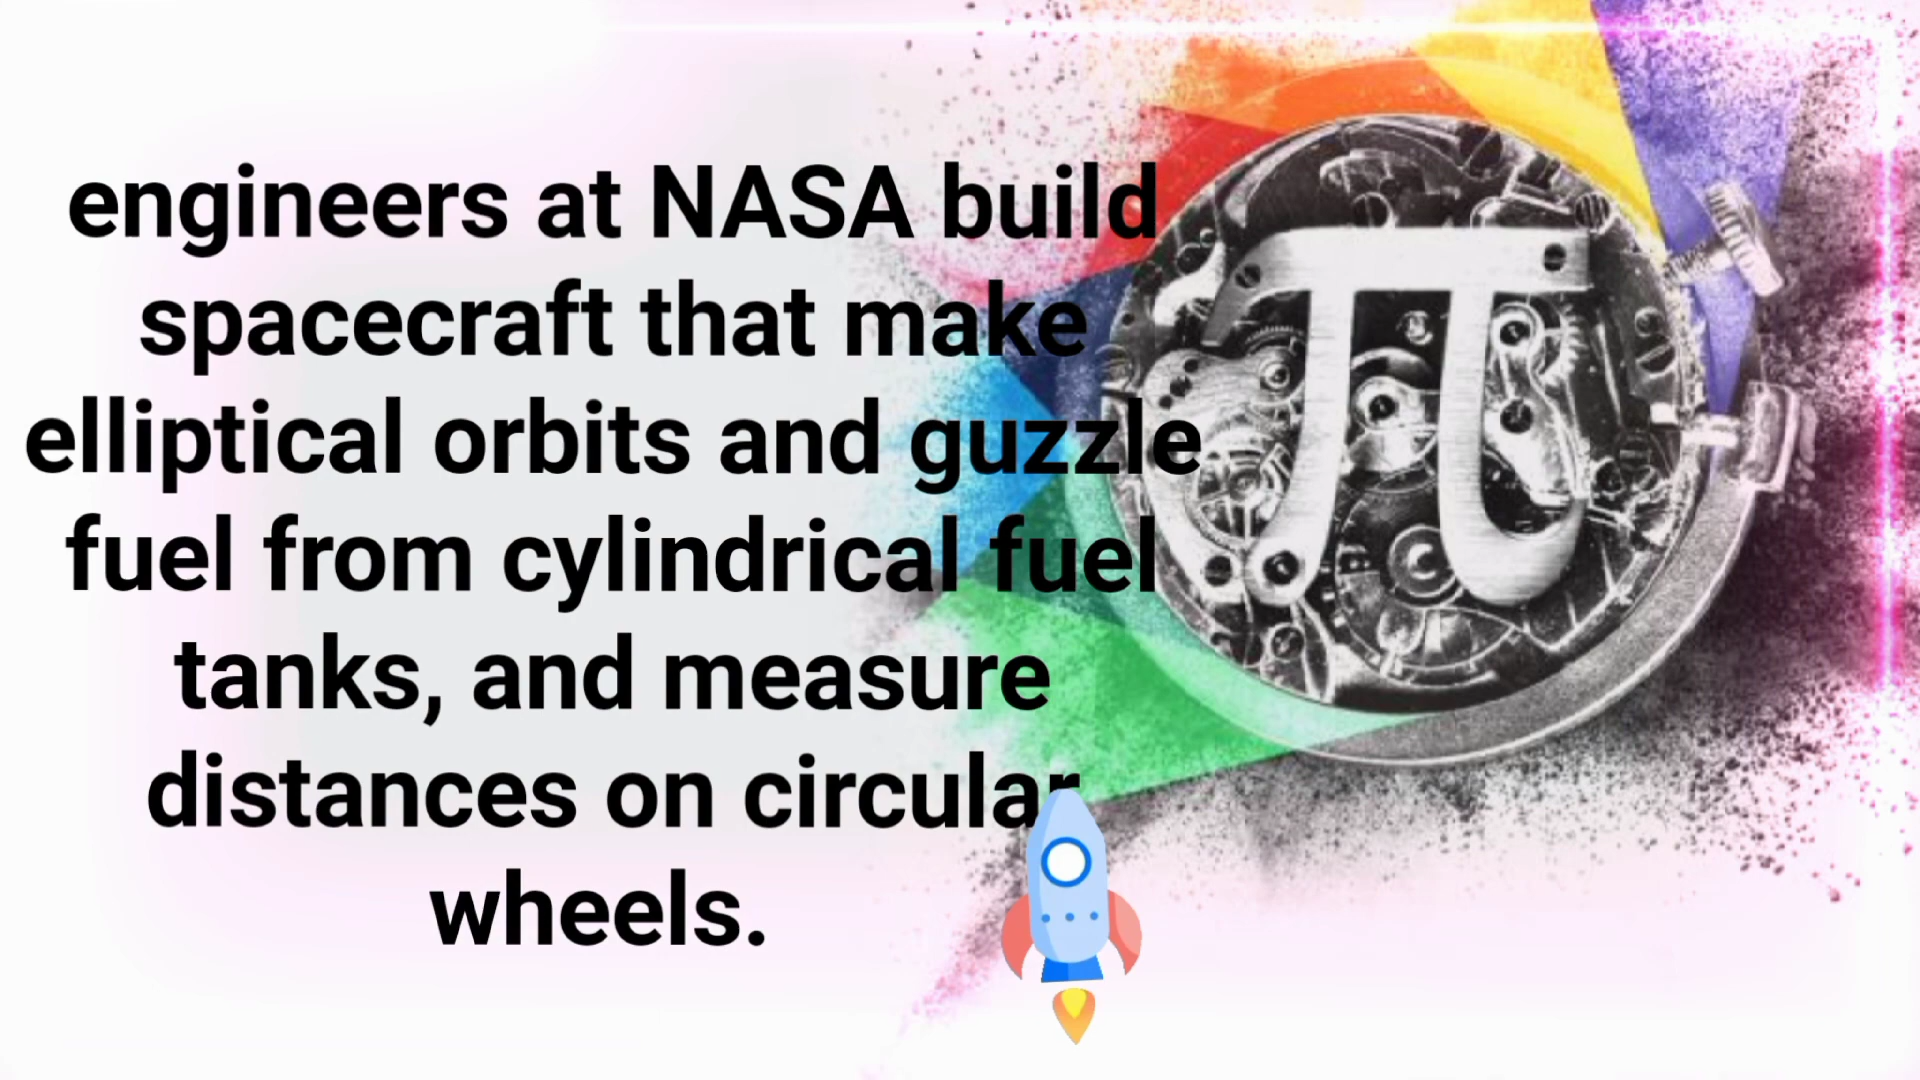 engineers at NASA build
spacecraft that make
elliptical orbits and guzzle
fuel from cylindrical fuel
tanks, and measure
distances on circular
wheels.
π